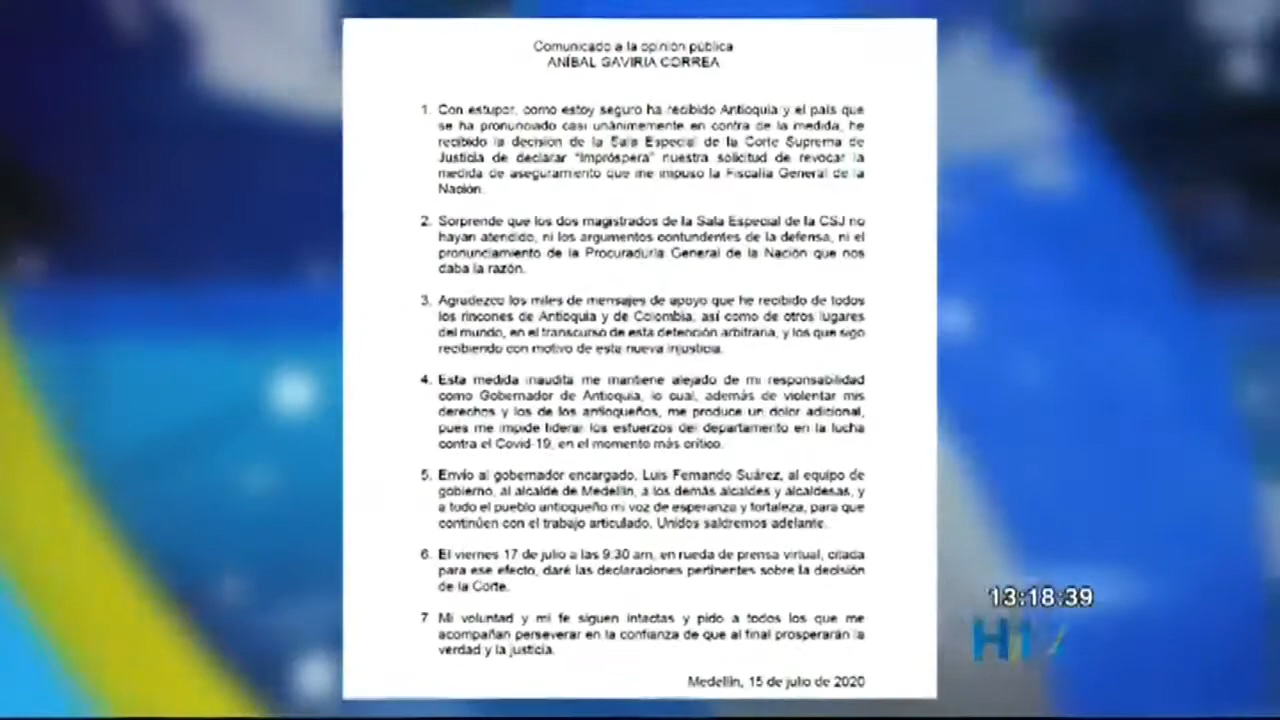 Comunicado a la opinión pública
ANÍBAL GAVIRIA CORREA
1. Con estupor, como estoy seguro ha recibido Antioquia y el país que
se ha pronunciado casi unánimemente en contra de la medida, he
recibido la decisión de la Sala Especial de la Corte Suprema de
Justicia de declarar "Impróspera" nuestra solicitud de revocar la
medida de aseguramiento que me impuso la Fiscalía General de la
Nación.
2. Sorprende que los dos magistrados de la Sala Especial de la CSJ no
hayan atendido, ni los argumentos contundentes de la defensa, ni el
pronunciamiento de la Procuraduría General de la Nación que nos
daba la razón.
3. Agradezco los miles de mensajes de apoyo que he recibido de todos
los rincones de Antioquia y de Colombia, así como de otros lugares
del mundo, en el transcurso de esta detención arbitraria, y los que sigo
recibiendo con motivo de esta nueva injusticia.
4. Esta medida inaudita me mantiene alejado de mi responsabilidad
como Gobernador de Antioquia, lo cual, además de violentar mis
derechos y los de los antioqueños, me produce un dolor adicional,
pues me impide liderar los esfuerzos del departamento en la lucha
contra el Covid-19, en el momento más crítico.
5. Envío al gobernador encargado, Luis Fernando Suárez, al equipo de
gobierno, al alcalde de Medellín, a los demás alcaldes y alcaldesas, y
a todo el pueblo antioqueño mi voz de esperanza y fortaleza, para que
continúen con el trabajo articulado. Unidos saldremos adelante.
6. El viernes 17 de julio a las 9:30 am, en rueda de prensa virtual, citada
para ese efecto, daré las declaraciones pertinentes sobre la decisión
de la Corte.
7 Mi voluntad y mi fe siguen intactas y pido a todos los que me
acompañan perseverar en la confianza de que al final prosperarán la
verdad y la justicia.
Medellín, 15 de julio de 2020
13:18:39